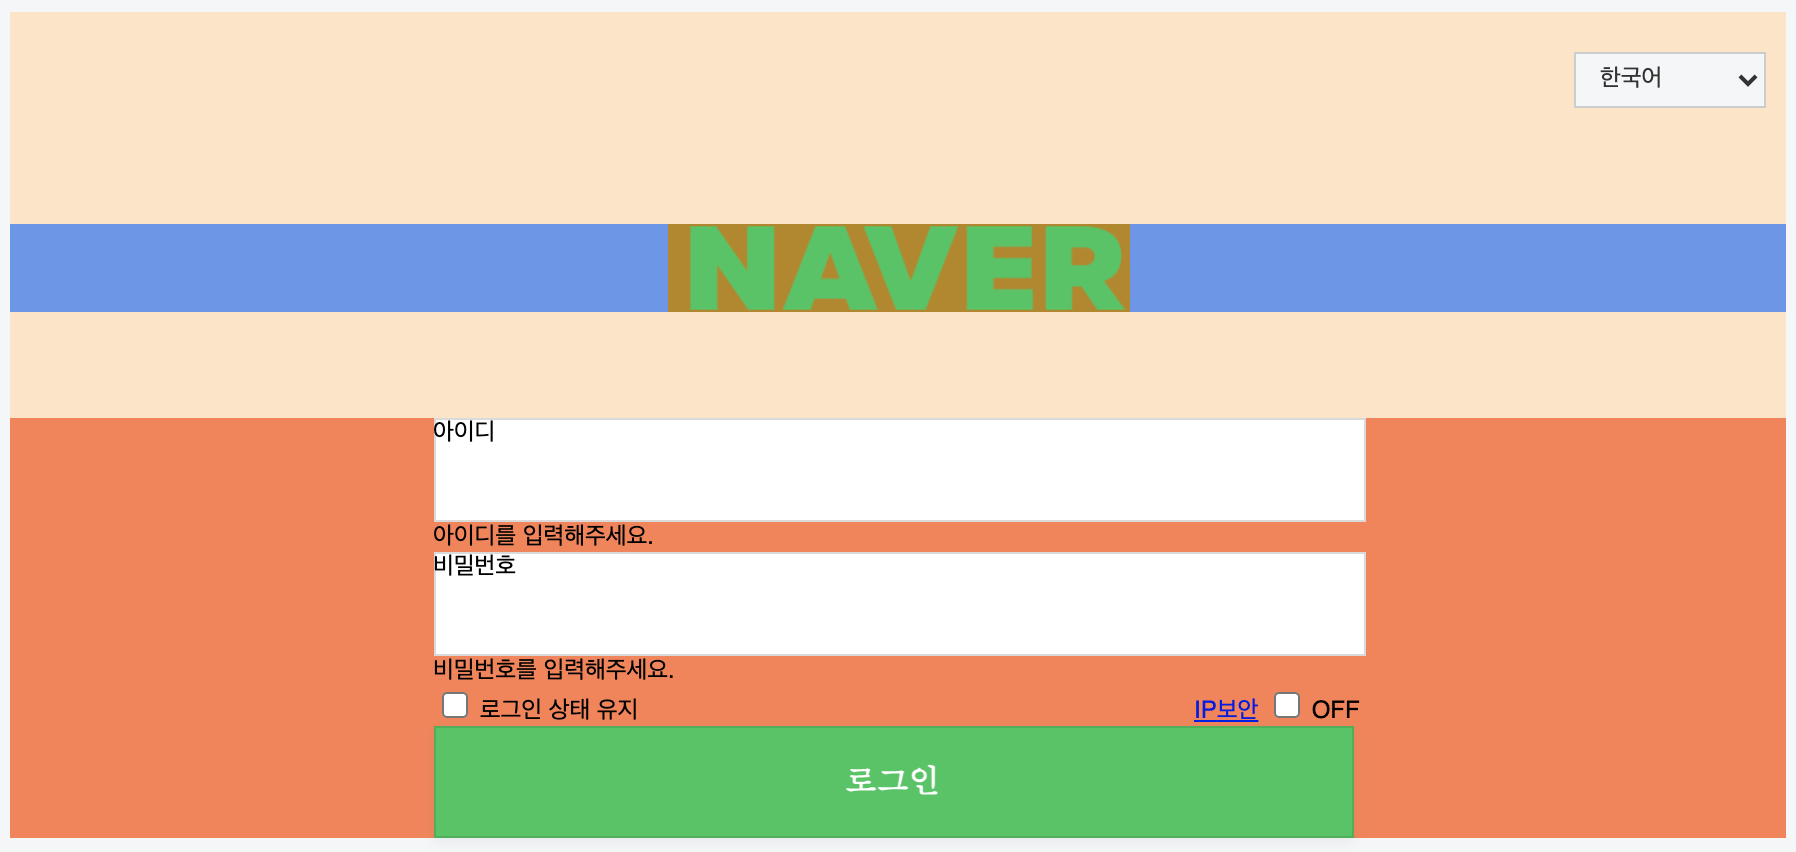 한국어
NAVER
아이디
아이디를 입력해주세요.
비밀번호
비밀번호를 입력해주세요.
로그인 상태 유지 IP보안 OFF
로그인